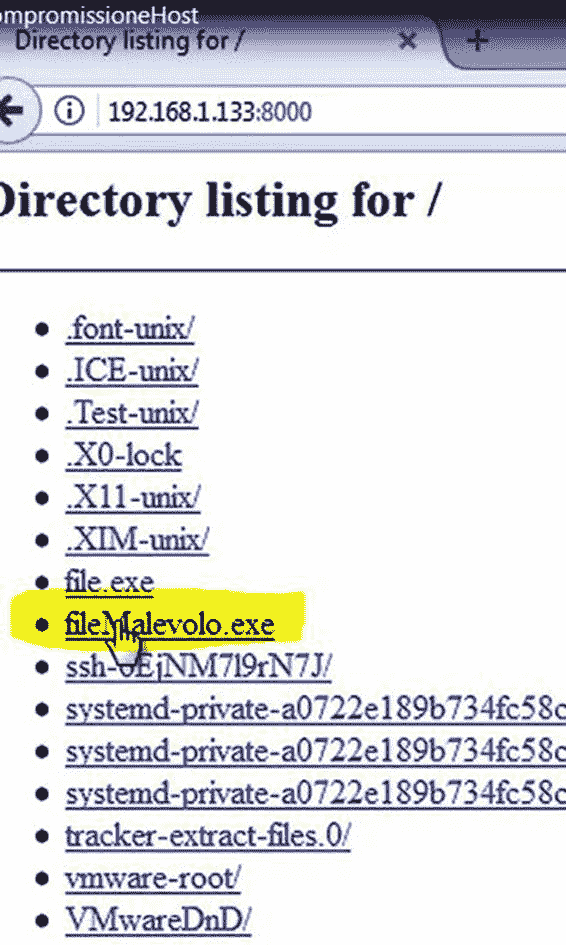 ompromissioneHost
Directory listing for /
192.168.1.133:8000
Directory listing for /
.font-unix/
.ICE-unix/
.Test-unix/
.X0-lock
.X11-unix/
.XIM-unix/
file.exe
fileMalevolo.exe
systemd-private-a0722e189b734fc58c
systemd-private-a0722e189b734fc58c
systemd-private-a0722e189b734fc58c
tracker-extract-files.0/
vmware-root/
VMwareDnD/